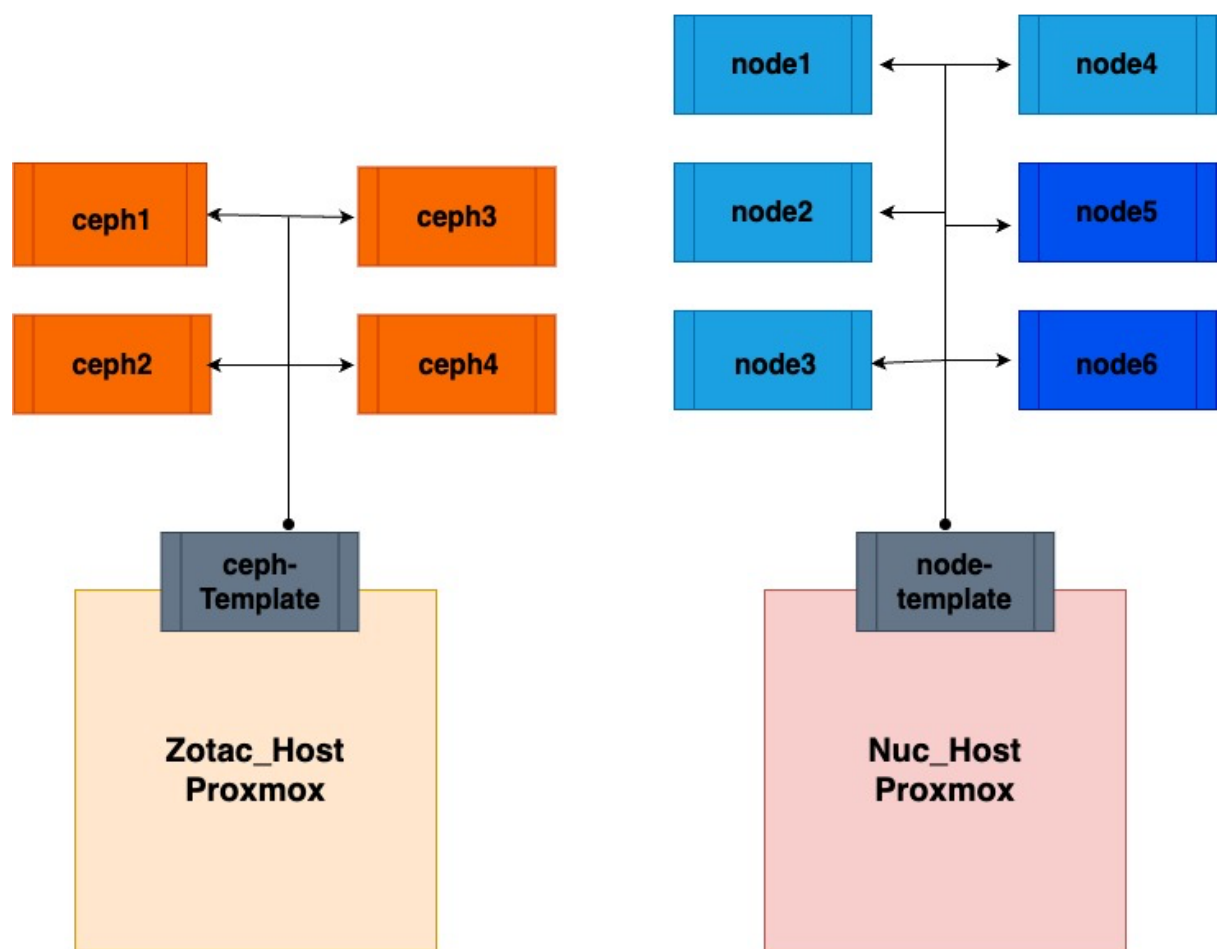 node1
node4
ceph1
ceph3
node2
node5
ceph2
ceph4
node3
node6
ceph-
Template
node-
template
Zotac_Host
Proxmox
Nuc_Host
Proxmox